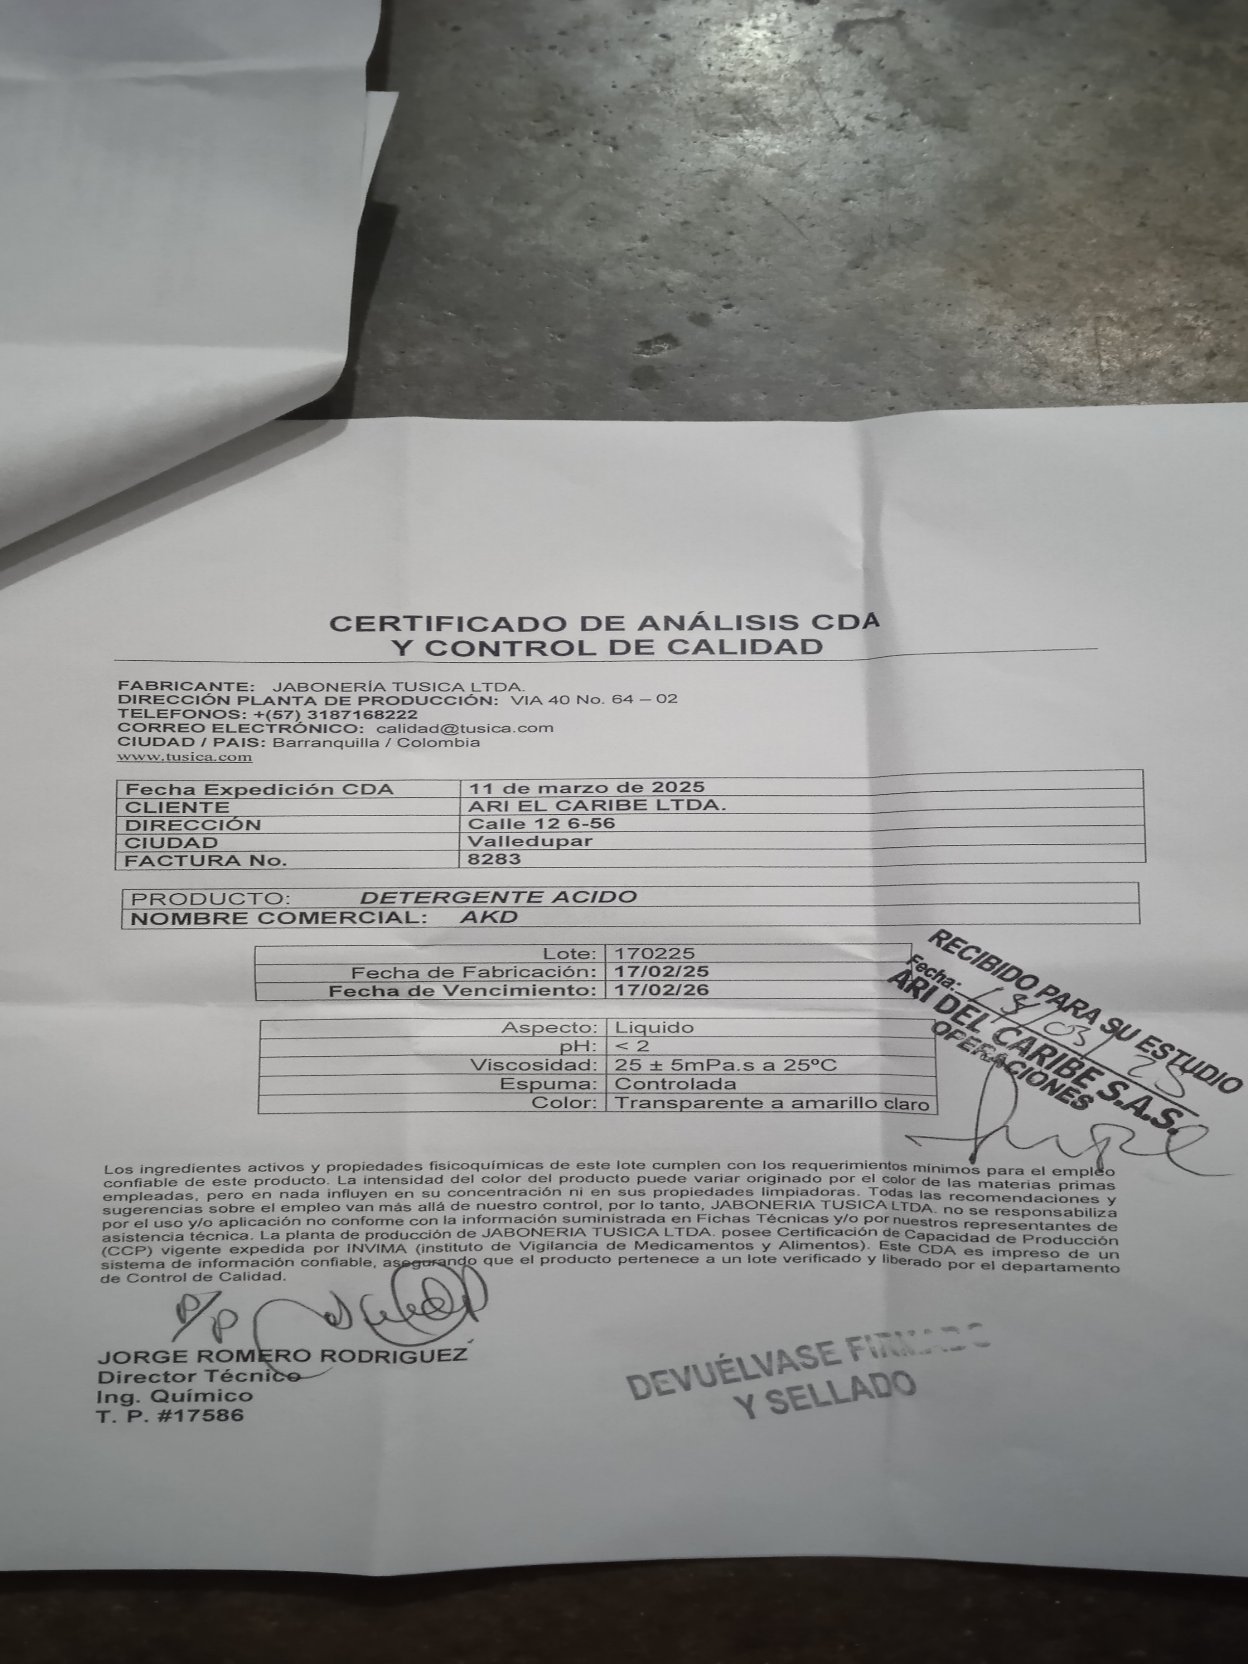 CERTIFICADO DE ANÁLISIS CDA
Y CONTROL DE CALIDAD
FABRICANTE: JABONERÍA TUSICA LTDA.
DIRECCIÓN PLANTA DE PRODUCCIÓN: VIA 40 No. 64 – 02
TELEFONOS: +(57) 3187168222
CORREO ELECTRÓNICO: calidad@tusica.com
CIUDAD / PAIS: Barranquilla / Colombia
www.tusica.com
Fecha Expedición CDA 11 de marzo de 2025
CLIENTE ARI EL CARIBE LTDA.
DIRECCIÓN Calle 12 6-56
CIUDAD Valledupar
FACTURA No. 8283
PRODUCTO: DETERGENTE ACIDO
NOMBRE COMERCIAL: AKD
Lote: 170225
Fecha de Fabricación: 17/02/25
Fecha de Vencimiento: 17/02/26
Aspecto: Liquido
pH: < 2
Viscosidad: 25 ± 5mPa.s a 25ºC
Espuma: Controlada
Color: Transparente a amarillo claro
RECIBIDO PARA SU ESTUDIO
Fecha: 18/03/25
ARI DEL CARIBE S.A.S.
OPERACIONES
Los ingredientes activos y propiedades fisicoquímicas de este lote cumplen con los requerimientos mínimos para el empleo
confiable de este producto. La intensidad del color del producto puede variar originado por el color de las materias primas
empleadas, pero en nada influyen en su concentración ni en sus propiedades limpiadoras. Todas las recomendaciones y
sugerencias sobre el empleo van más allá de nuestro control, por lo tanto, JABONERIA TUSICA LTDA. no se responsabiliza
por el uso y/o aplicación no conforme con la información suministrada en Fichas Técnicas y/o por nuestros representantes de
asistencia técnica. La planta de producción de JABONERIA TUSICA LTDA. posee Certificación de Capacidad de Producción
(CCP) vigente expedida por INVIMA (instituto de Vigilancia de Medicamentos y Alimentos). Este CDA es impreso de un
sistema de información confiable, asegurando que el producto pertenece a un lote verificado y liberado por el departamento
de Control de Calidad.
P/P
JORGE ROMERO RODRIGUEZ
Director Técnico
Ing. Químico
T. P. #17586
DEVUÉLVASE FIRMADO
Y SELLADO